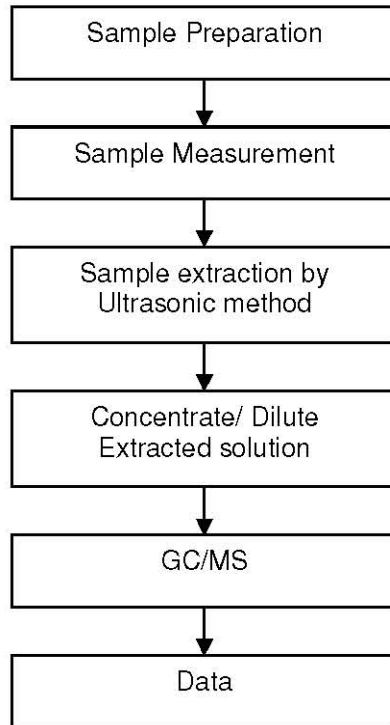 Sample Preparation
Sample Measurement
Sample extraction by
Ultrasonic method
Concentrate/ Dilute
Extracted solution
GC/MS
Data